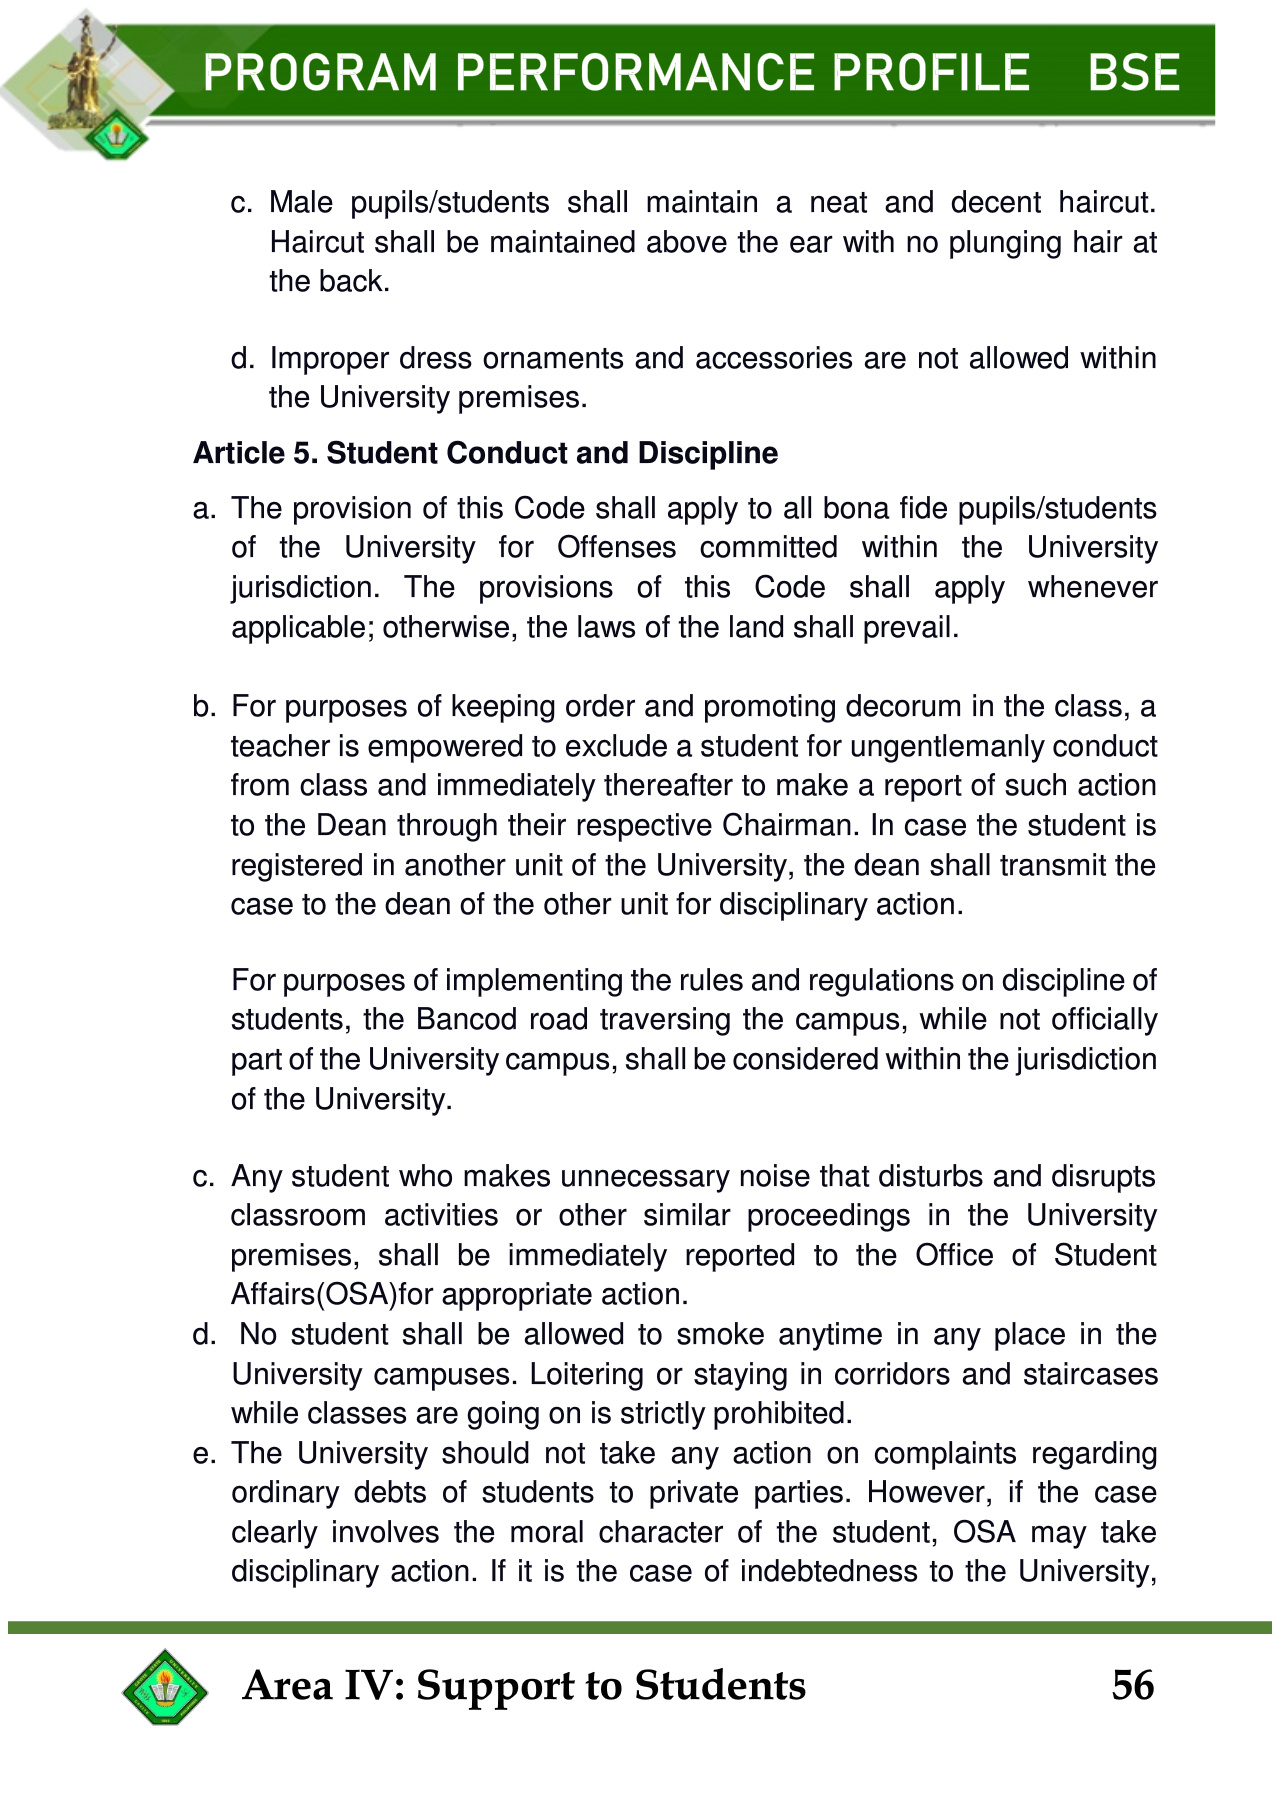 PROGRAM PERFORMANCE PROFILE BSE
c. Male pupils/students shall maintain a neat and decent haircut.
Haircut shall be maintained above the ear with no plunging hair at
the back.
d. Improper dress ornaments and accessories are not allowed within
the University premises.
Article 5. Student Conduct and Discipline
a. The provision of this Code shall apply to all bona fide pupils/students
of the University for Offenses committed within the University
jurisdiction. The provisions of this Code shall apply whenever
applicable; otherwise, the laws of the land shall prevail.
b. For purposes of keeping order and promoting decorum in the class, a
teacher is empowered to exclude a student for ungentlemanly conduct
from class and immediately thereafter to make a report of such action
to the Dean through their respective Chairman. In case the student is
registered in another unit of the University, the dean shall transmit the
case to the dean of the other unit for disciplinary action.
For purposes of implementing the rules and regulations on discipline of
students, the Bancod road traversing the campus, while not officially
part of the University campus, shall be considered within the jurisdiction
of the University.
c. Any student who makes unnecessary noise that disturbs and disrupts
classroom activities or other similar proceedings in the University
premises, shall be immediately reported to the Office of Student
Affairs(OSA)for appropriate action.
d. No student shall be allowed to smoke anytime in any place in the
University campuses. Loitering or staying in corridors and staircases
while classes are going on is strictly prohibited.
e. The University should not take any action on complaints regarding
ordinary debts of students to private parties. However, if the case
clearly involves the moral character of the student, OSA may take
disciplinary action. If it is the case of indebtedness to the University,
Area IV: Support to Students 56